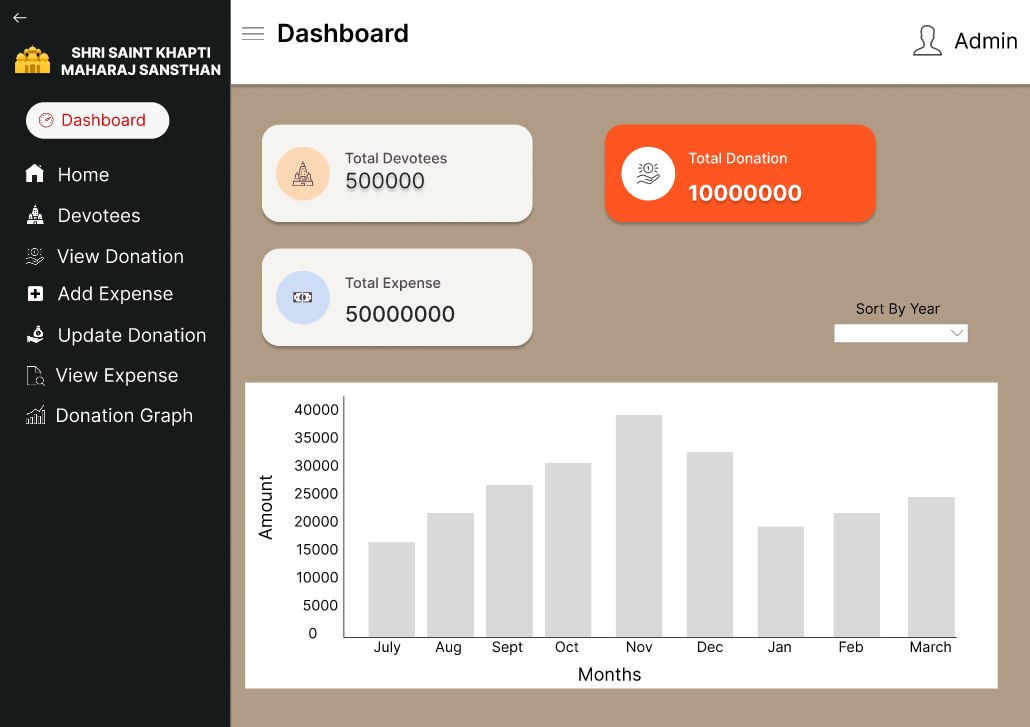 SHRI SAINT KHAPTI
MAHARAJ SANSTHAN
Dashboard
Home
Devotees
View Donation
Add Expense
Update Donation
View Expense
Donation Graph
Dashboard
Admin
Total Devotees
500000
Total Donation
10000000
Total Expense
50000000
Sort By Year
Amount
40000
35000
30000
25000
20000
15000
10000
5000
0
July Aug Sept Oct Nov Dec Jan Feb March
Months